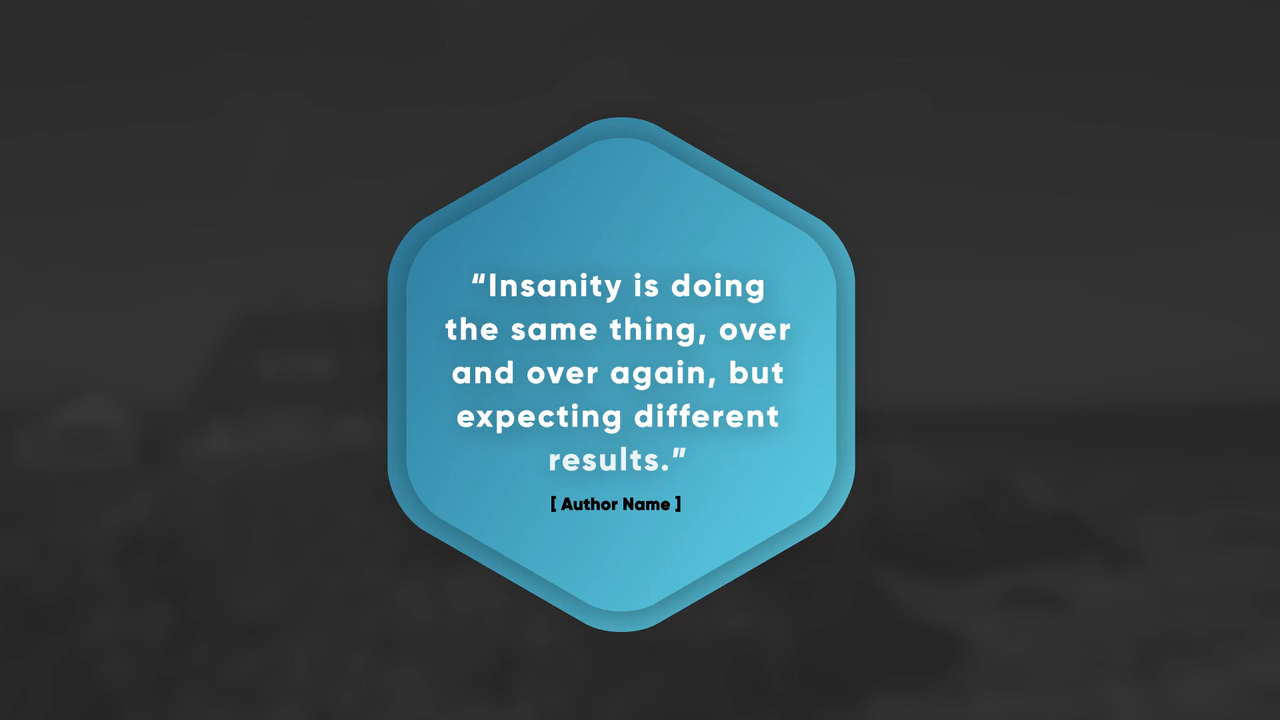 “Insanity is doing
the same thing, over
and over again, but
expecting different
results.”
[ Author Name ]